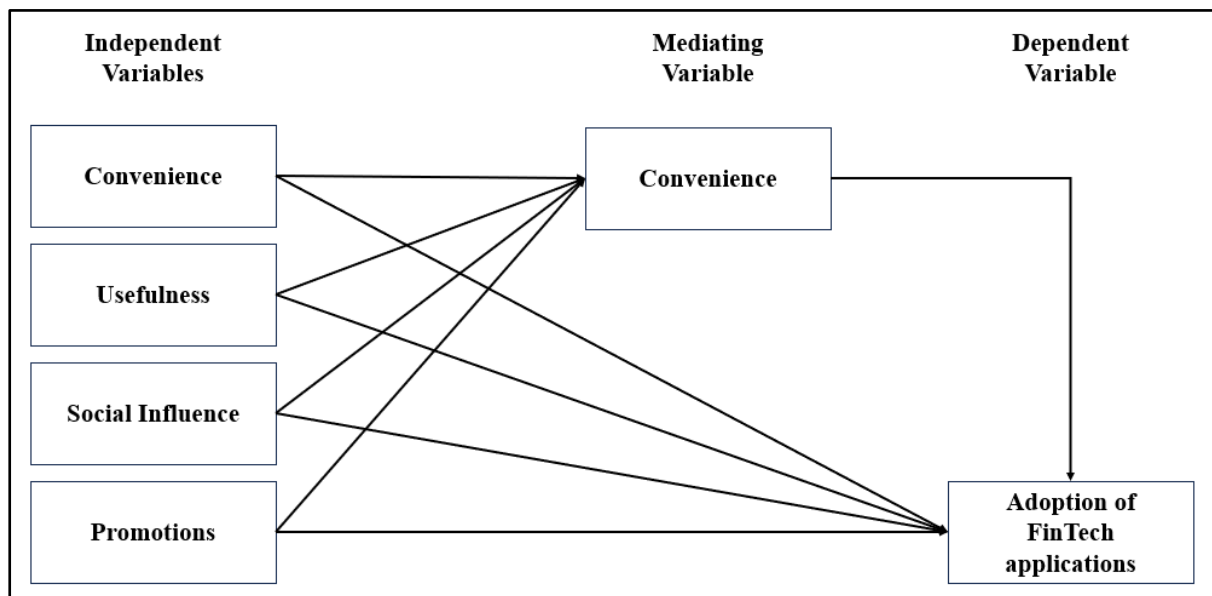 Independent
Variables
Mediating
Variable
Dependent
Variable
Convenience
Convenience
Usefulness
Social Influence
Promotions
Adoption of
FinTech
applications